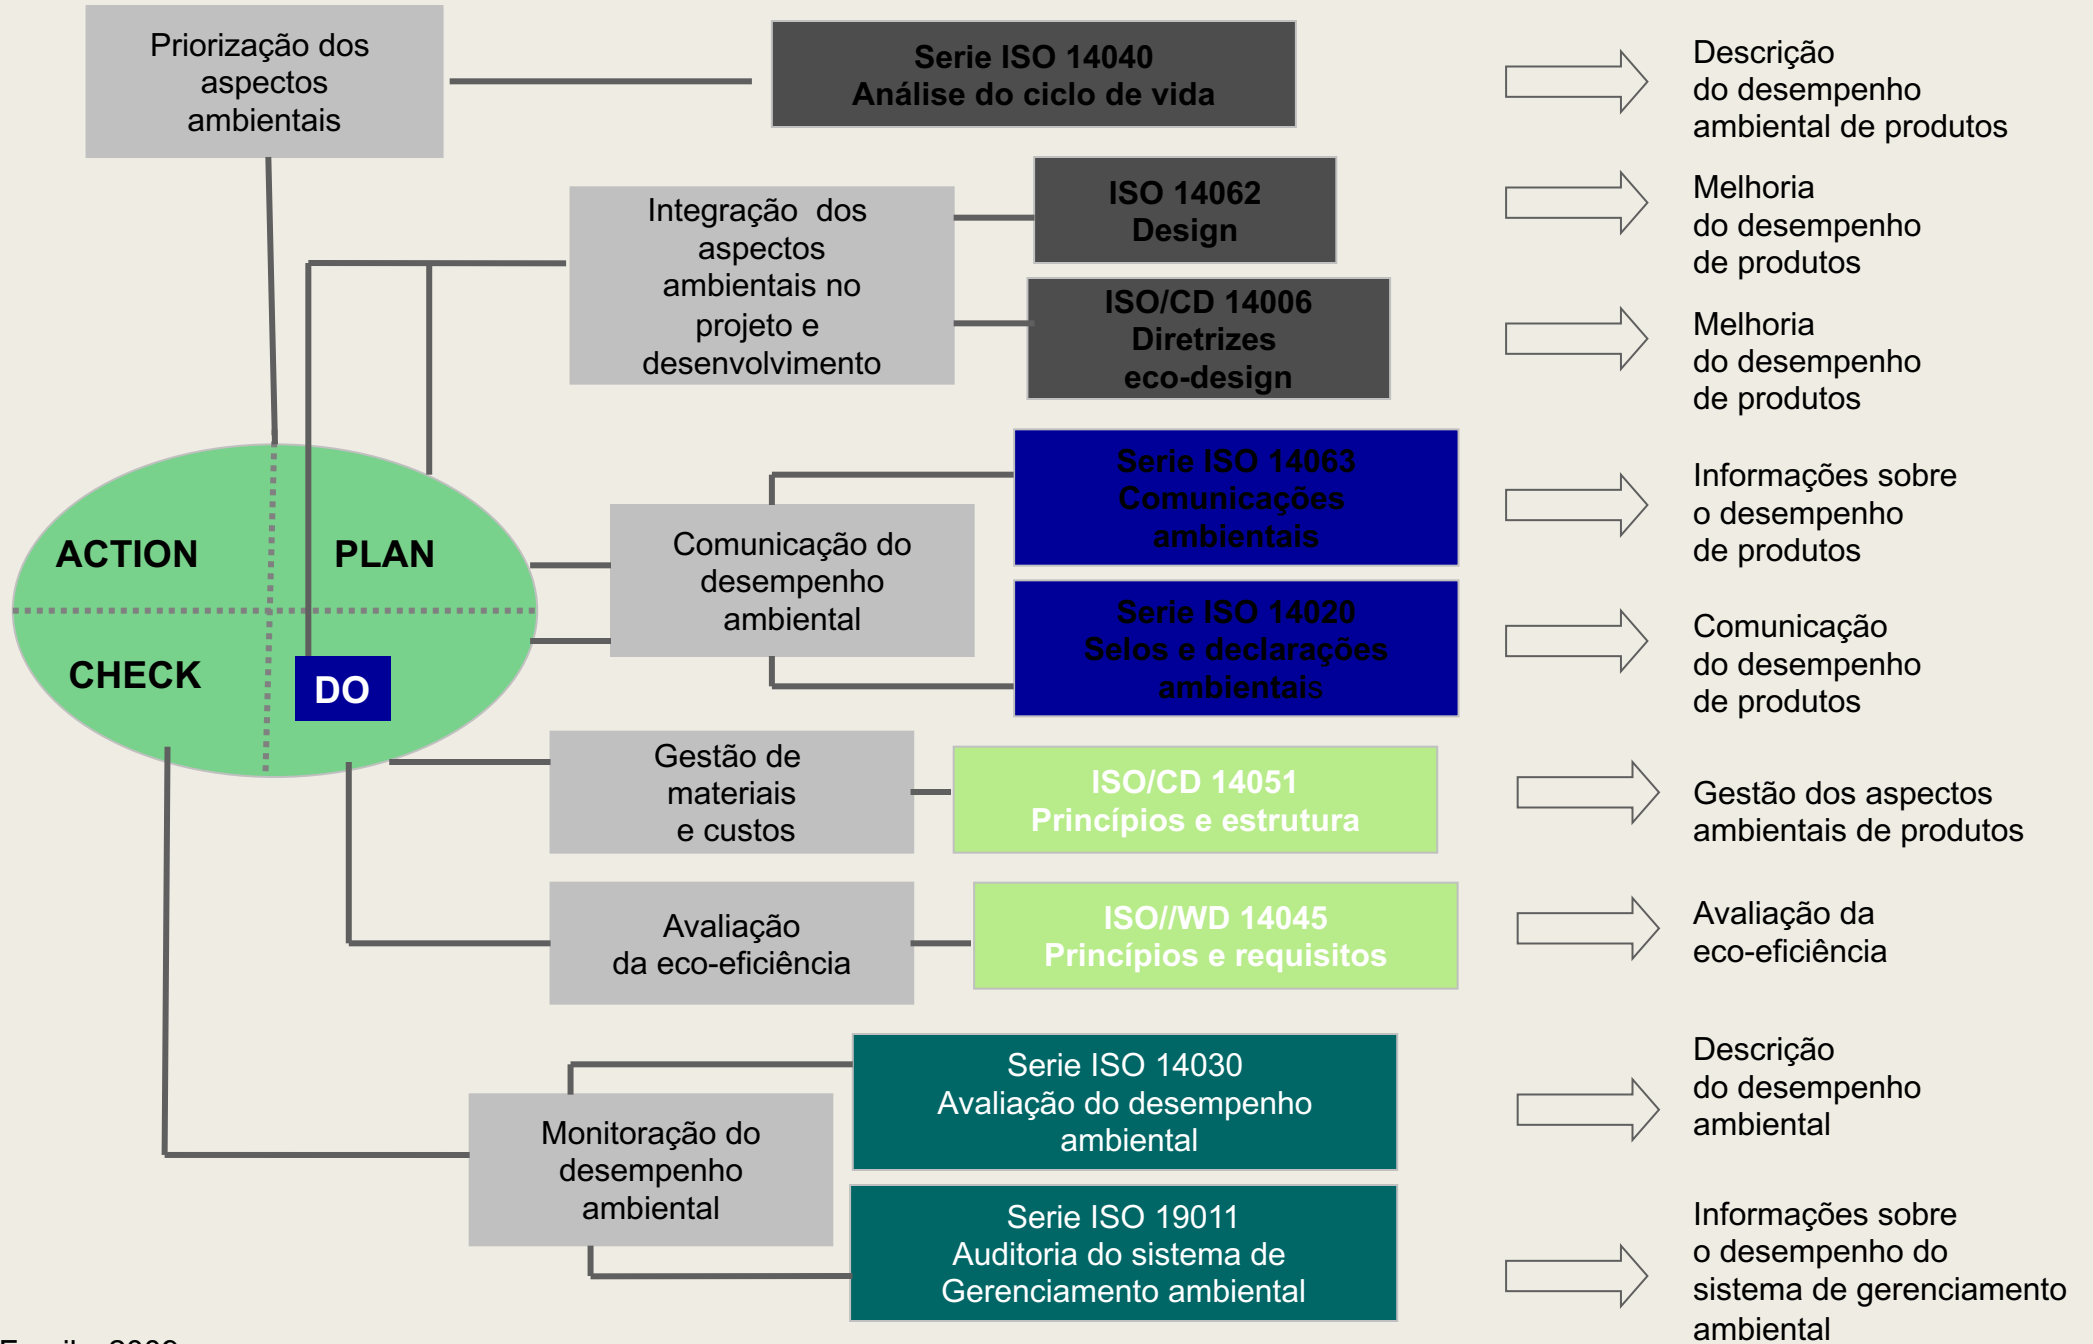 Priorização dos
aspectos
ambientais
Serie ISO 14040
Análise do ciclo de vida
Descrição
do desempenho
ambiental de produtos
Integração dos
aspectos
ambientais no
projeto e
desenvolvimento
ISO 14062
Design
Melhoria
do desempenho
de produtos
ISO/CD 14006
Diretrizes
eco-design
Melhoria
do desempenho
de produtos
ACTION
PLAN
CHECK
DO
Comunicação do
desempenho
ambiental
Serie ISO 14063
Comunicações
ambientais
Informações sobre
o desempenho
de produtos
Serie ISO 14020
Selos e declarações
ambientais
Comunicação
do desempenho
de produtos
Gestão de
materiais
e custos
ISO/CD 14051
Princípios e estrutura
Gestão dos aspectos
ambientais de produtos
Avaliação
da eco-eficiência
ISO//WD 14045
Princípios e requisitos
Avaliação da
eco-eficiência
Monitoração do
desempenho
ambiental
Serie ISO 14030
Avaliação do desempenho
ambiental
Descrição
do desempenho
ambiental
Serie ISO 19011
Auditoria do sistema de
Gerenciamento ambiental
Informações sobre
o desempenho do
sistema de gerenciamento
ambiental